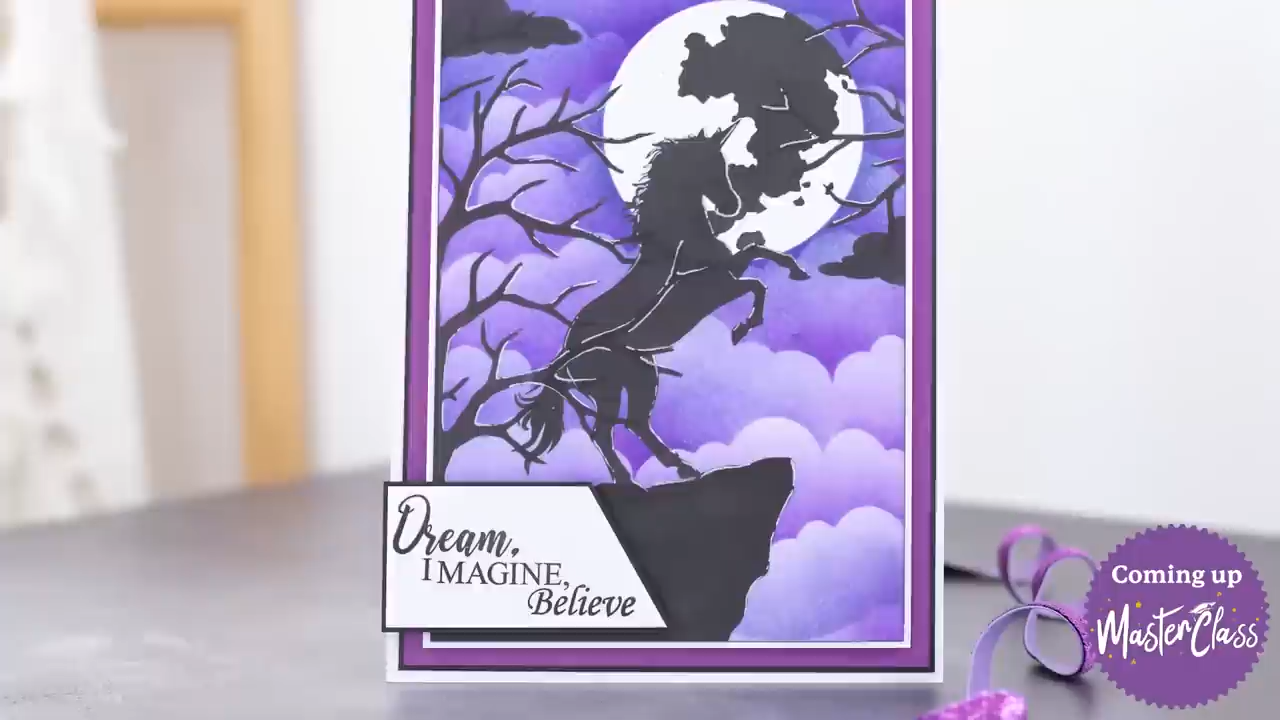 Dream,
IMAGINE,
Believe
Coming up
MasterClass